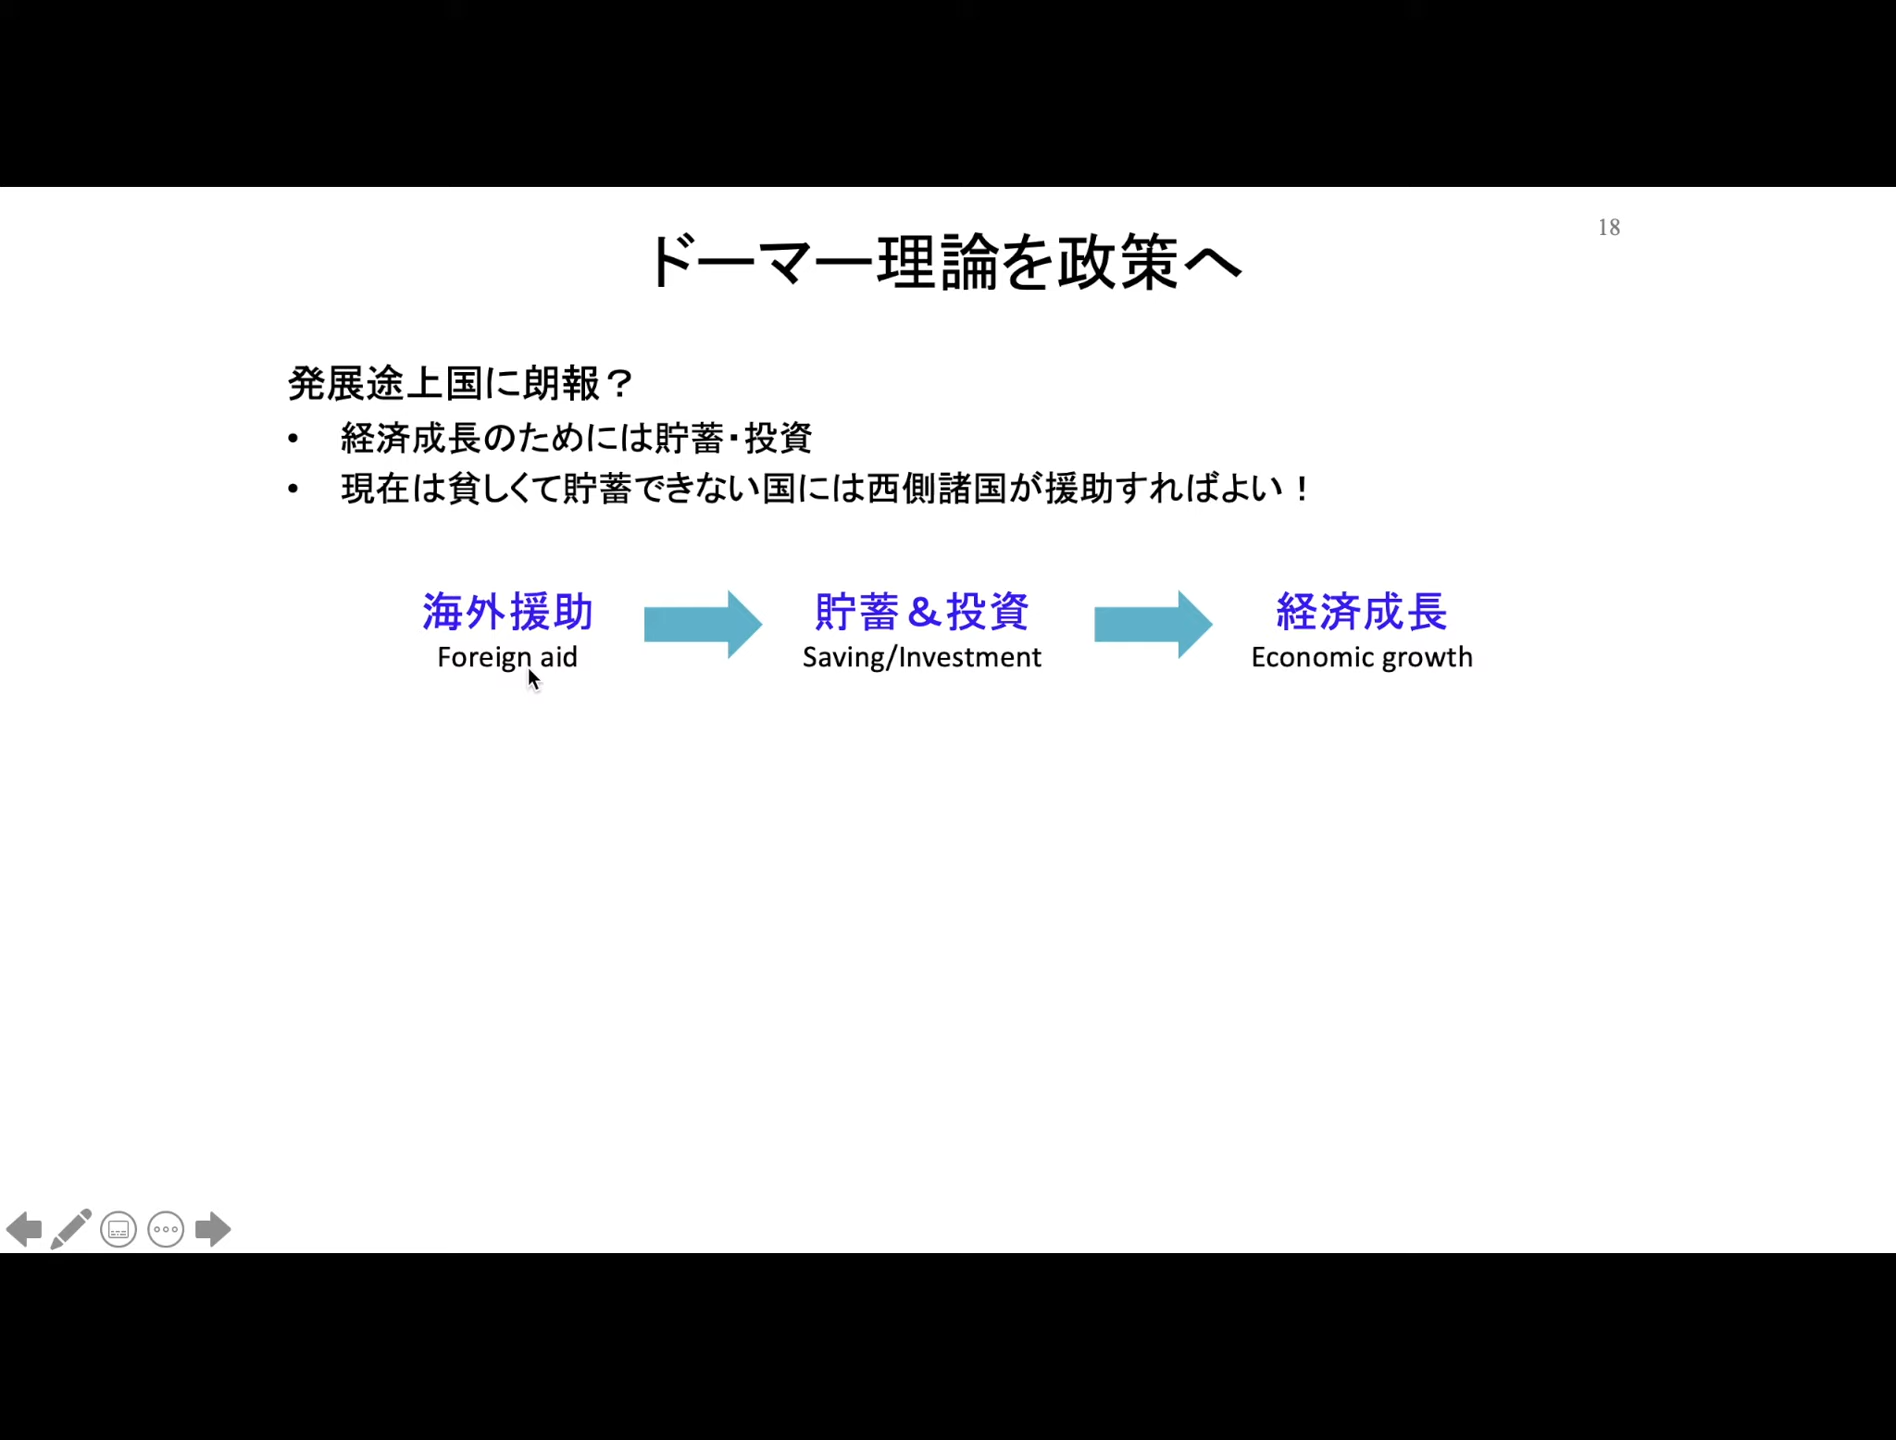 18
ドーマー理論を政策へ
発展途上国に朗報？
• 経済成長のためには貯蓄・投資
• 現在は貧しくて貯蓄できない国には西側諸国が援助すればよい！
海外援助 貯蓄＆投資 経済成長
Foreign aid Saving/Investment Economic growth